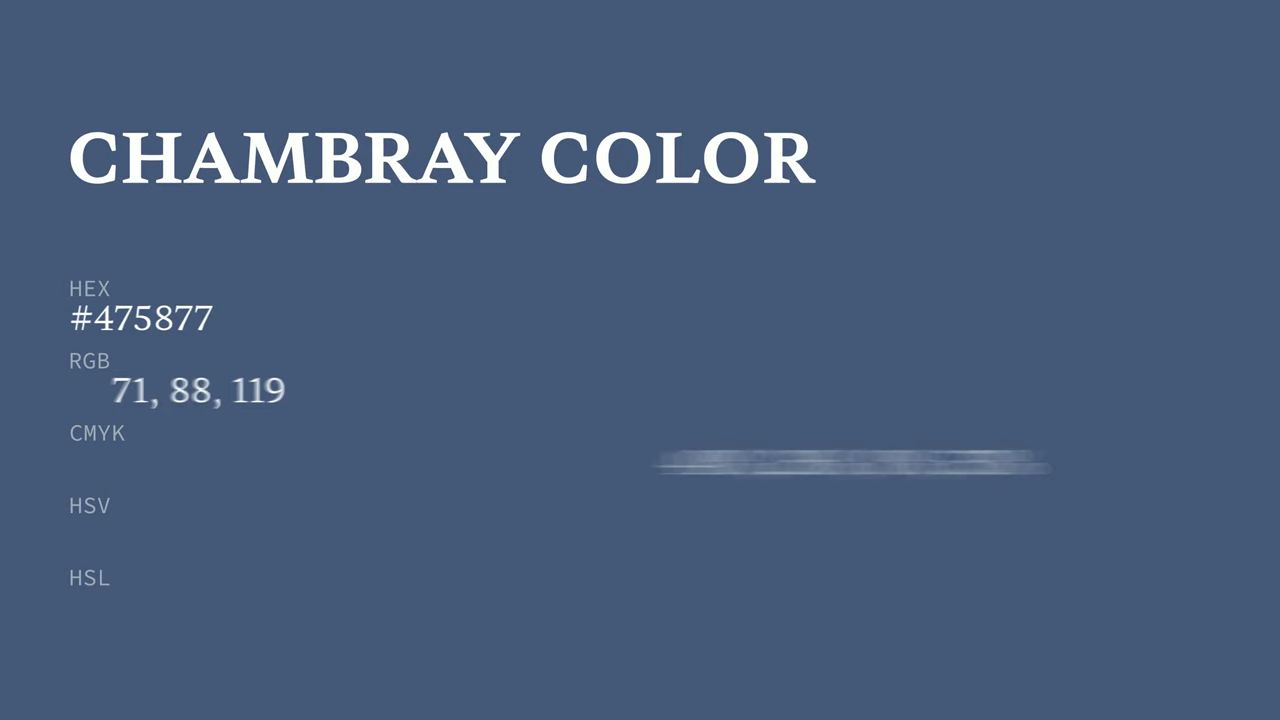 CHAMBRAY COLOR
HEX
#475877
RGB
71, 88, 119
CMYK
HSV
HSL